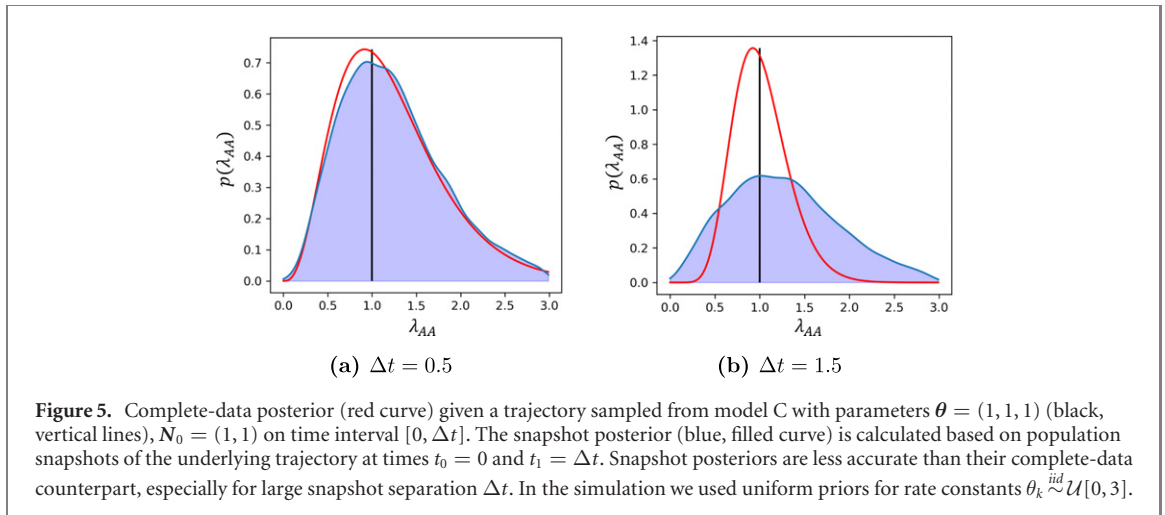 0.7
0.6
0.5
0.4
0.3
0.2
0.1
0.0
p(λ_AA)
0.0 0.5 1.0 1.5 2.0 2.5 3.0
λ_AA
(a) Δt = 0.5
1.4
1.2
1.0
0.8
0.6
0.4
0.2
0.0
p(λ_AA)
0.0 0.5 1.0 1.5 2.0 2.5 3.0
λ_AA
(b) Δt = 1.5
Figure 5. Complete-data posterior (red curve) given a trajectory sampled from model C with parameters θ = (1, 1, 1) (black,
vertical lines), N₀ = (1, 1) on time interval [0, Δt]. The snapshot posterior (blue, filled curve) is calculated based on population
snapshots of the underlying trajectory at times t₀ = 0 and t₁ = Δt. Snapshot posteriors are less accurate than their complete-data
counterpart, especially for large snapshot separation Δt. In the simulation we used uniform priors for rate constants θₖ iid∼ U[0, 3].